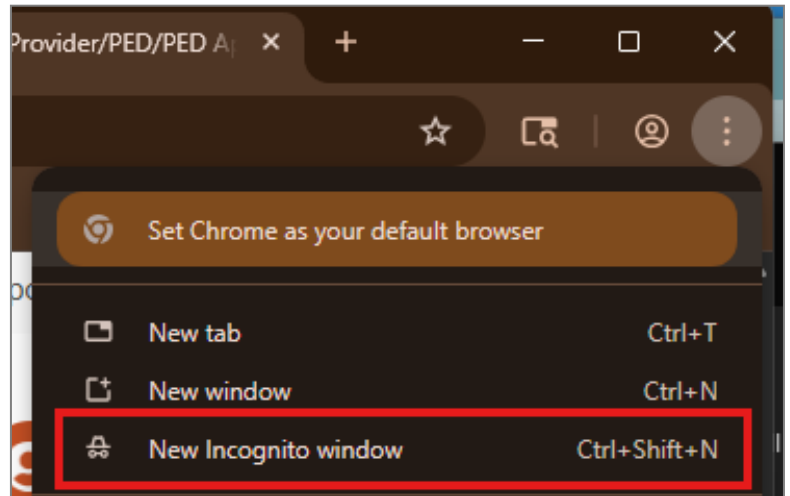 Provider/PED/PED A
Set Chrome as your default browser
New tab Ctrl+T
New window Ctrl+N
New Incognito window Ctrl+Shift+N